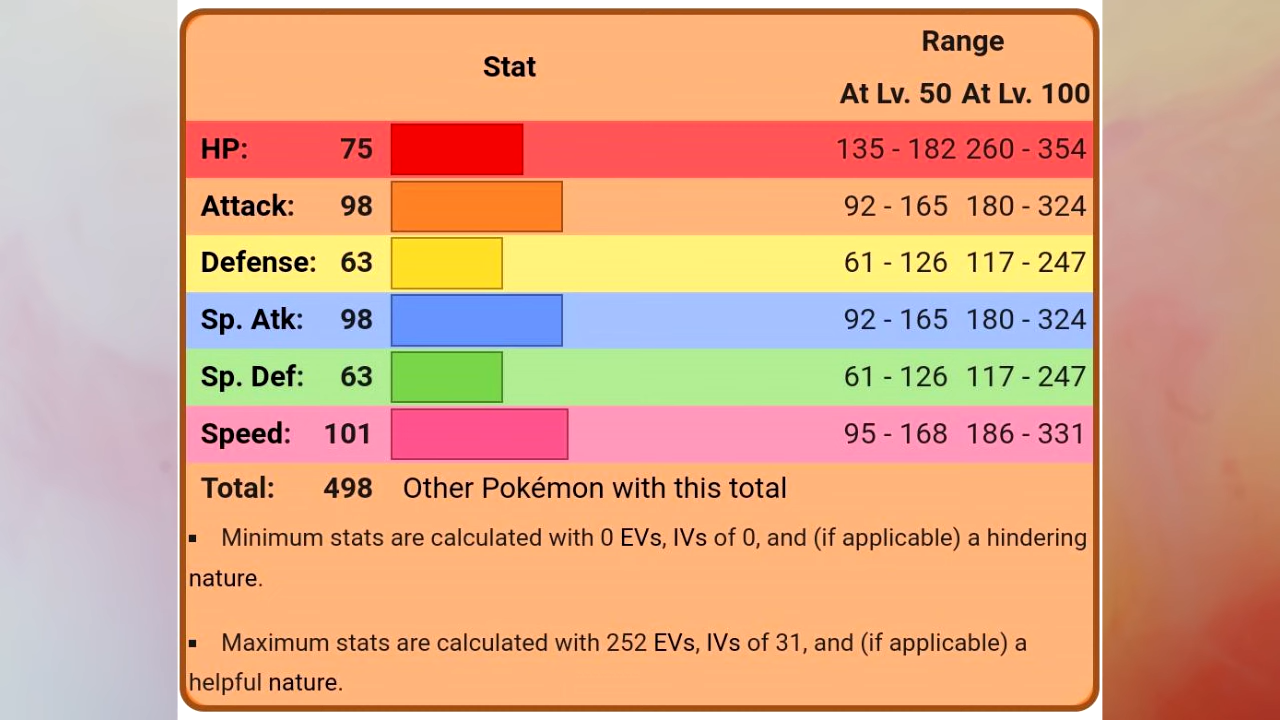 Stat Range
At Lv. 50 At Lv. 100
HP: 75 135 - 182 260 - 354
Attack: 98 92 - 165 180 - 324
Defense: 63 61 - 126 117 - 247
Sp. Atk: 98 92 - 165 180 - 324
Sp. Def: 63 61 - 126 117 - 247
Speed: 101 95 - 168 186 - 331
Total: 498 Other Pokémon with this total
▪ Minimum stats are calculated with 0 EVs, IVs of 0, and (if applicable) a hindering
nature.
▪ Maximum stats are calculated with 252 EVs, IVs of 31, and (if applicable) a
helpful nature.